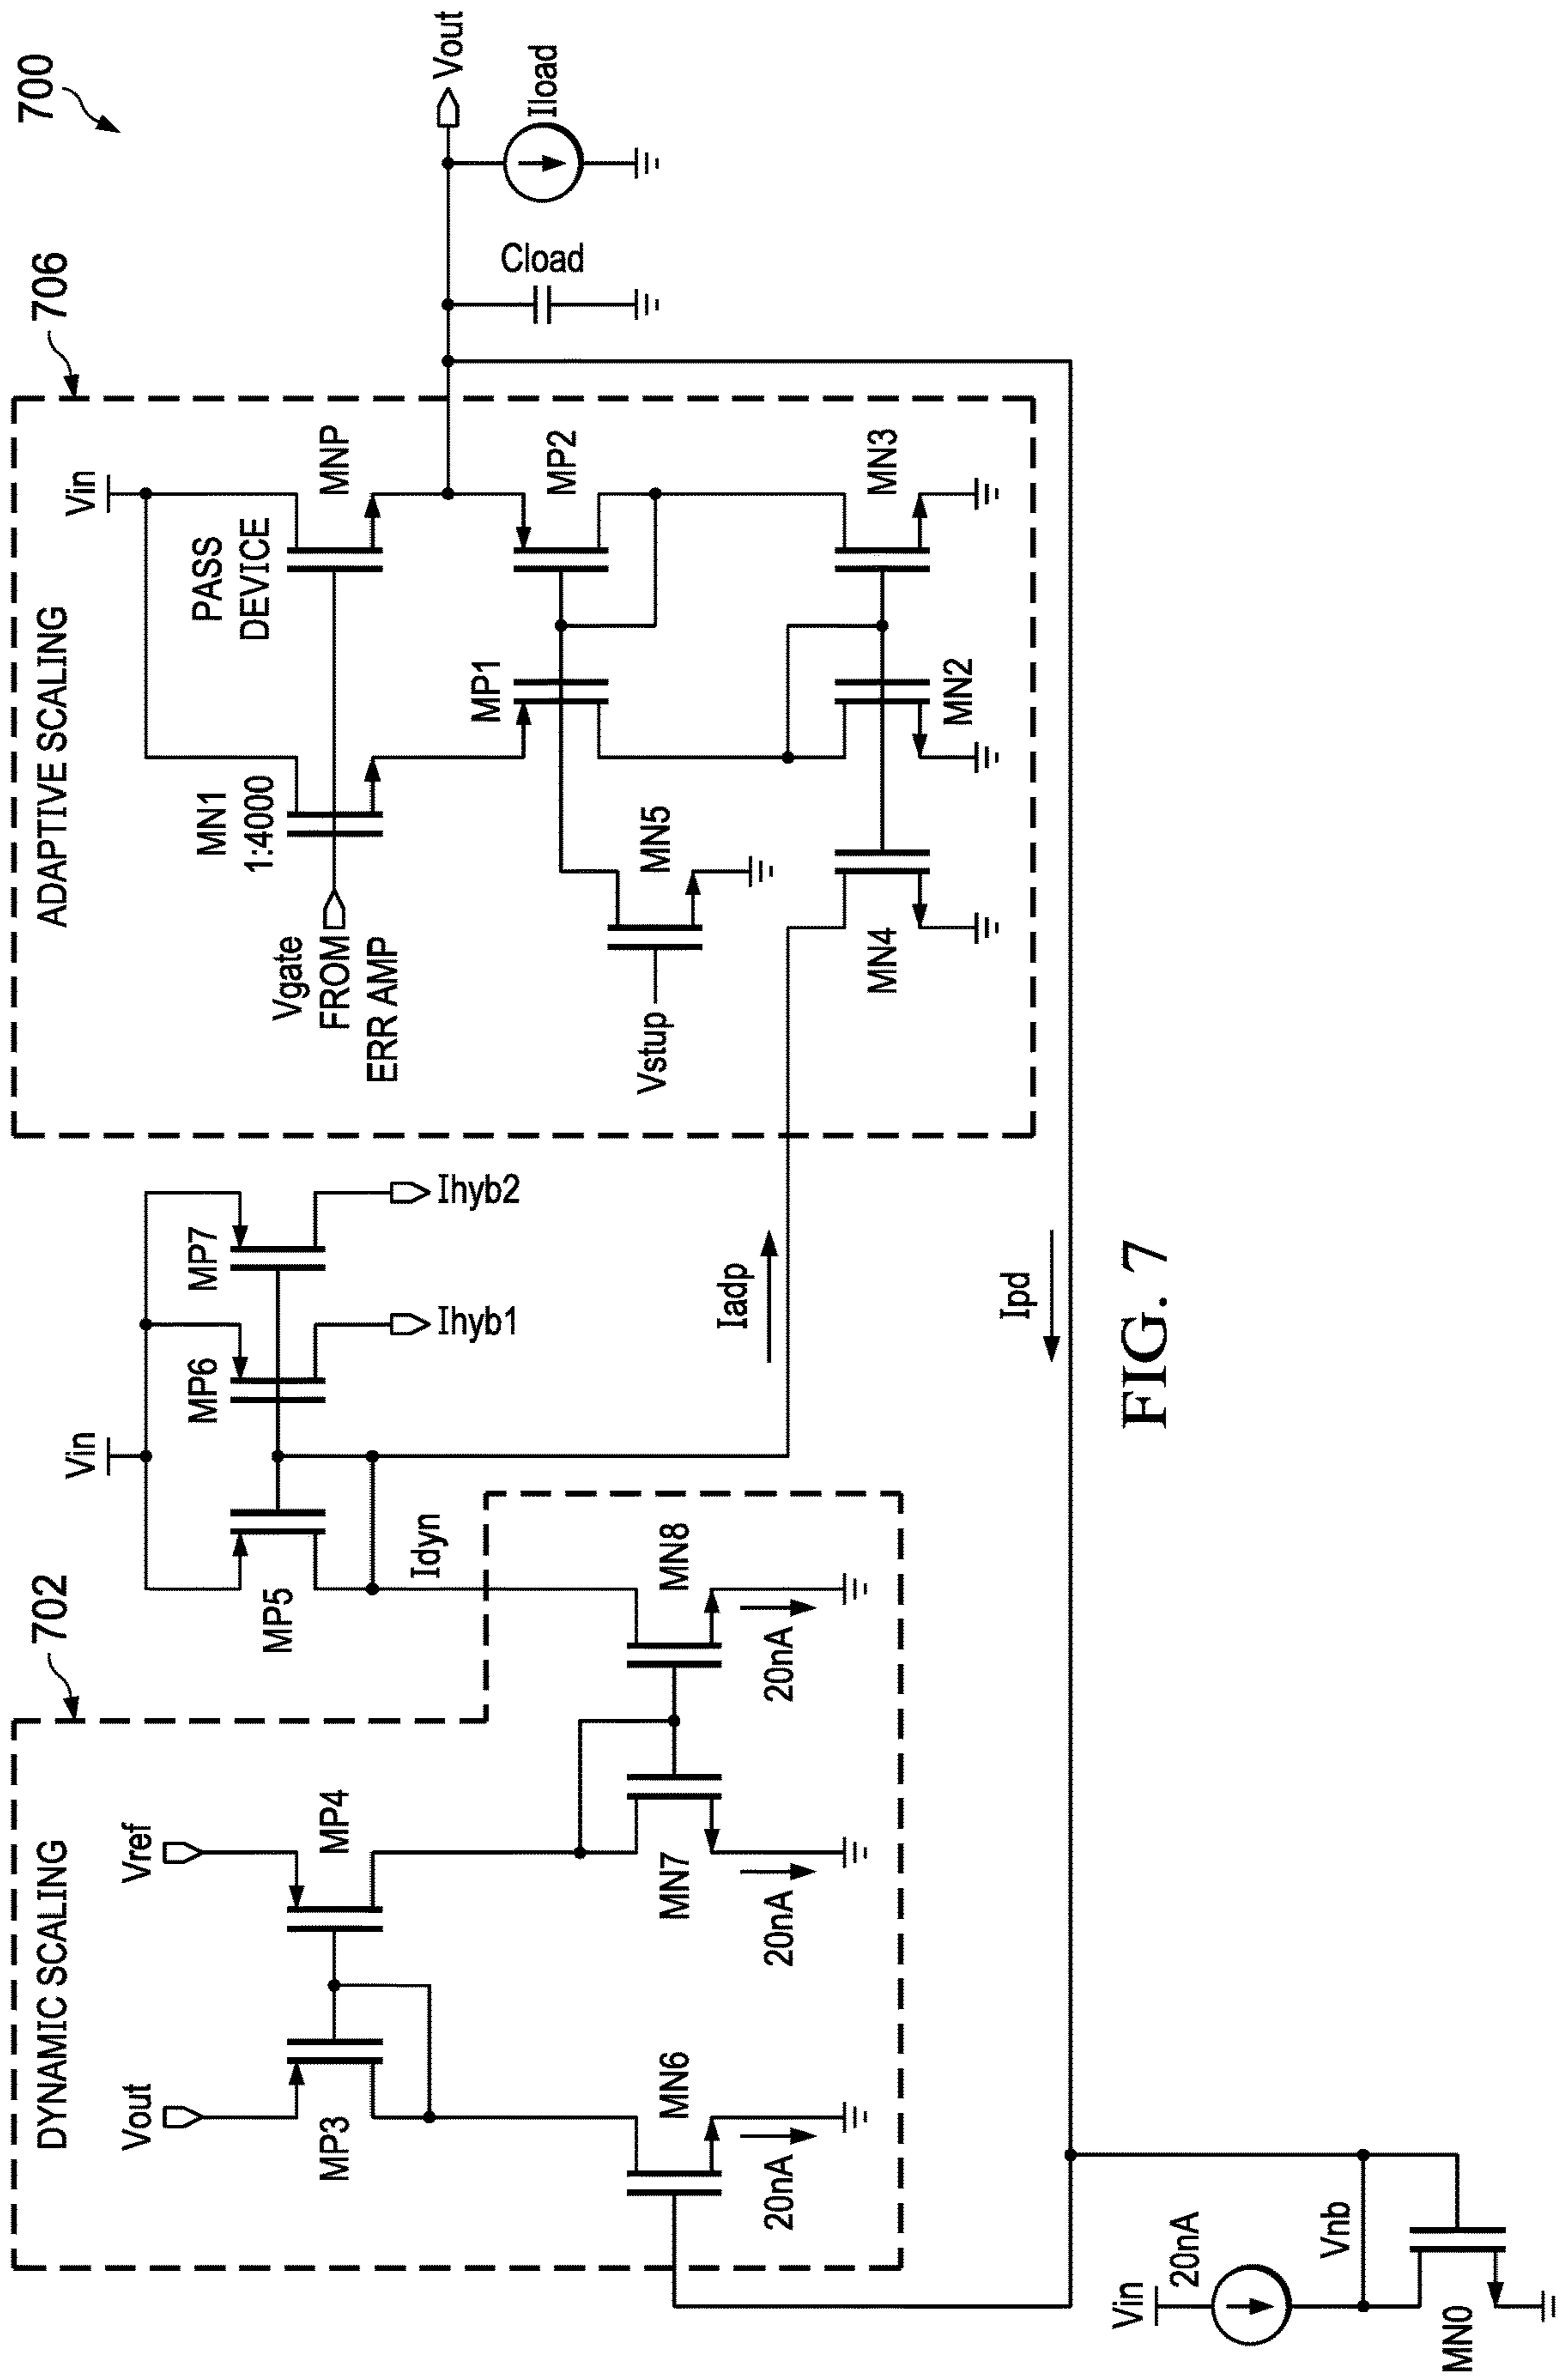 700
702
706
DYNAMIC SCALING
Vout
Vref
MP3
MP4
MN6
MN7
MN8
20nA
20nA
20nA
Vin
20nA
Vnb
MN0
Vin
MP5
MP6
MP7
Idyn
Ihyb1
Ihyb2
Iadp
Ipd
ADAPTIVE SCALING
Vin
MN1
1:4000
PASS
DEVICE
MNP
Vgate
FROM
ERR AMP
MP1
MP2
Vstup
MN5
MN4
MN2
MN3
Cload
Iload
Vout
FIG. 7